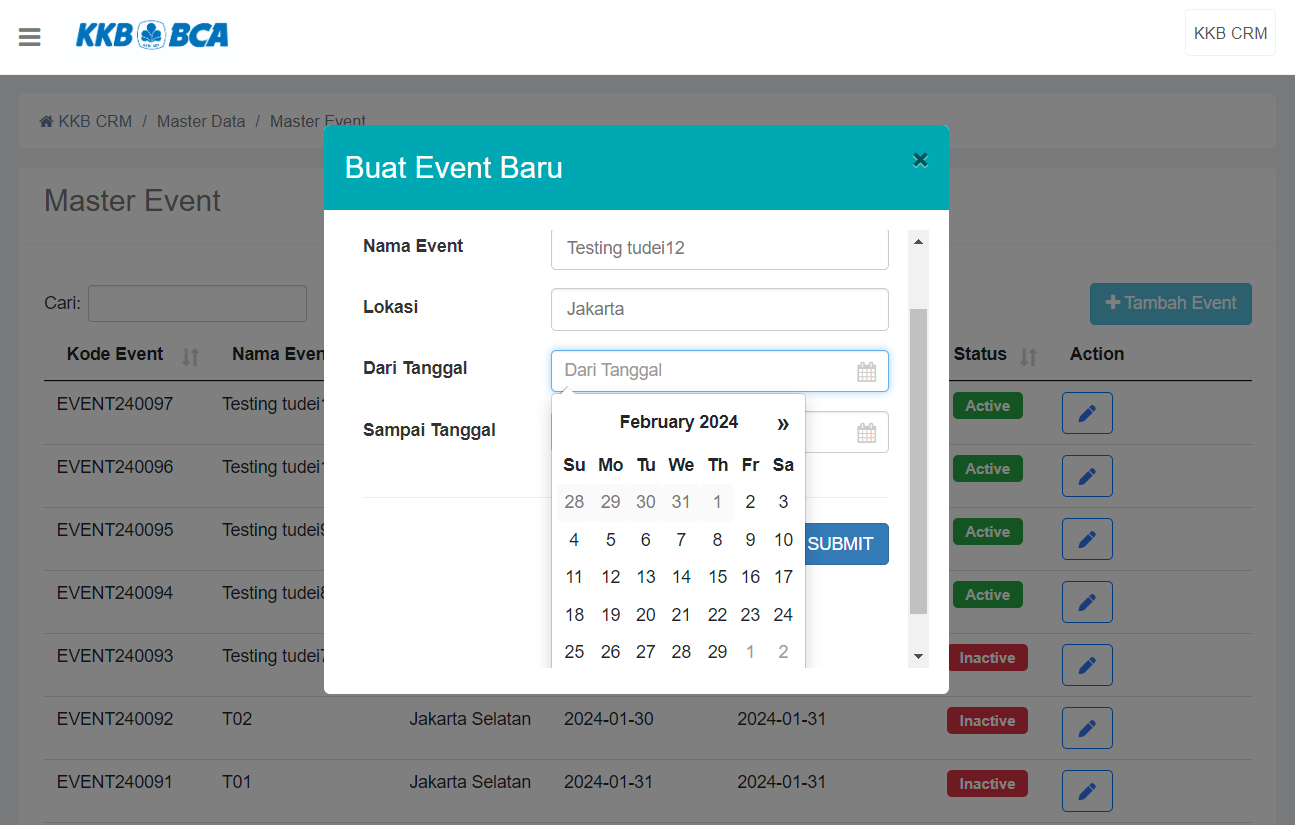 KKB BCA
KKB CRM
KKB CRM / Master Data / Master Event
Buat Event Baru
Master Event
Nama Event
Testing tudei12
Lokasi
Jakarta
Cari:
Tambah Event
Dari Tanggal
Dari Tanggal
Sampai Tanggal
February 2024 »
Su Mo Tu We Th Fr Sa
28 29 30 31 1 2 3
4 5 6 7 8 9 10
11 12 13 14 15 16 17
18 19 20 21 22 23 24
25 26 27 28 29 1 2
SUBMIT
Kode Event Nama Even Status Action
EVENT240097 Testing tudei1 Active
EVENT240096 Testing tudei1 Active
EVENT240095 Testing tudei9 Active
EVENT240094 Testing tudei8 Active
EVENT240093 Testing tudei7 Inactive
EVENT240092 T02 Jakarta Selatan 2024-01-30 2024-01-31 Inactive
EVENT240091 T01 Jakarta Selatan 2024-01-31 2024-01-31 Inactive